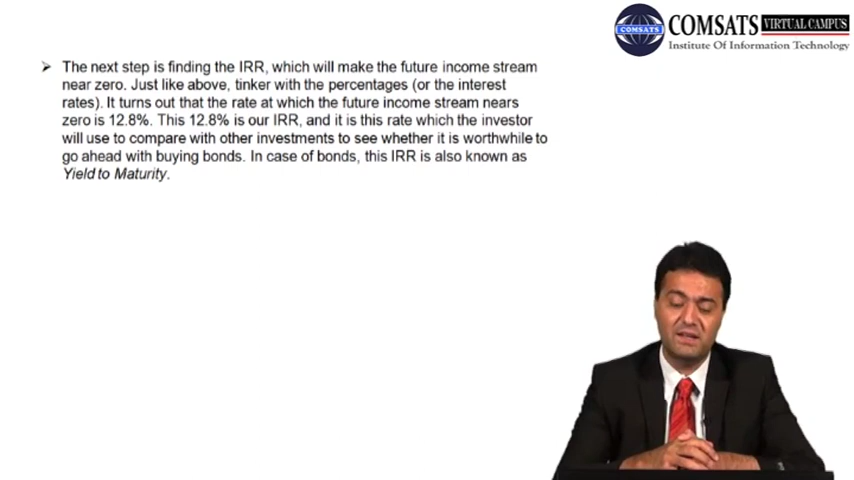 COMSATS VIRTUAL CAMPUS
Institute Of Information Technology
The next step is finding the IRR, which will make the future income stream
near zero. Just like above, tinker with the percentages (or the interest
rates). It turns out that the rate at which the future income stream nears
zero is 12.8%. This 12.8% is our IRR, and it is this rate which the investor
will use to compare with other investments to see whether it is worthwhile to
go ahead with buying bonds. In case of bonds, this IRR is also known as
Yield to Maturity.